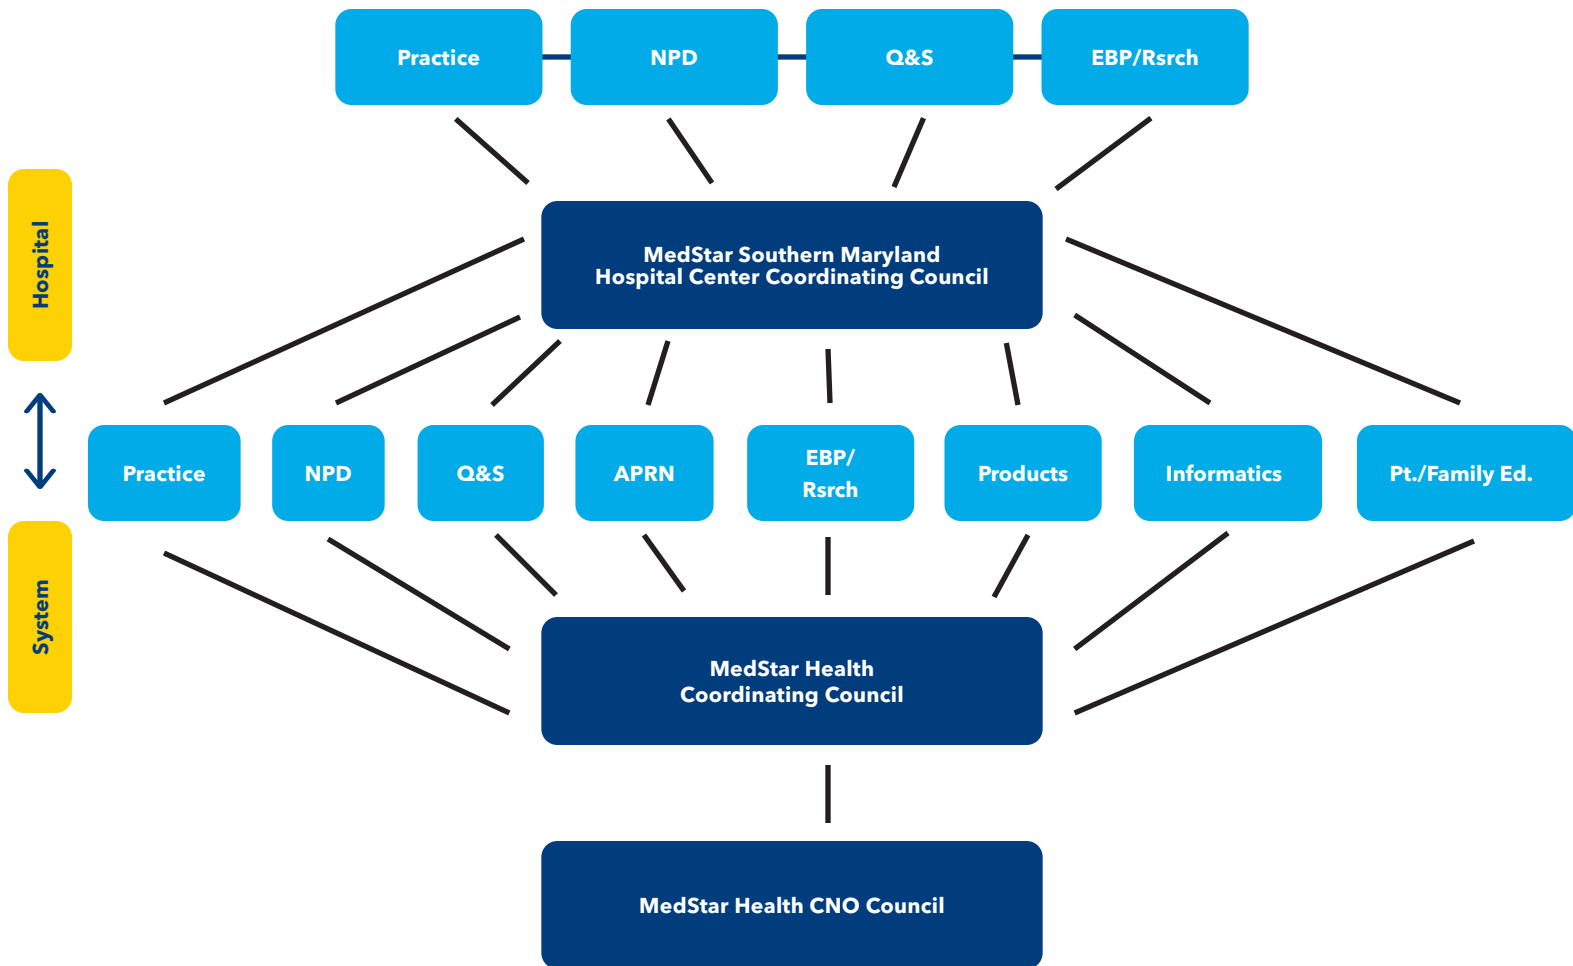 Practice
NPD
Q&S
EBP/Rsrch
Hospital
MedStar Southern Maryland
Hospital Center Coordinating Council
Practice
NPD
Q&S
APRN
EBP/
Rsrch
Products
Informatics
Pt./Family Ed.
System
MedStar Health
Coordinating Council
MedStar Health CNO Council